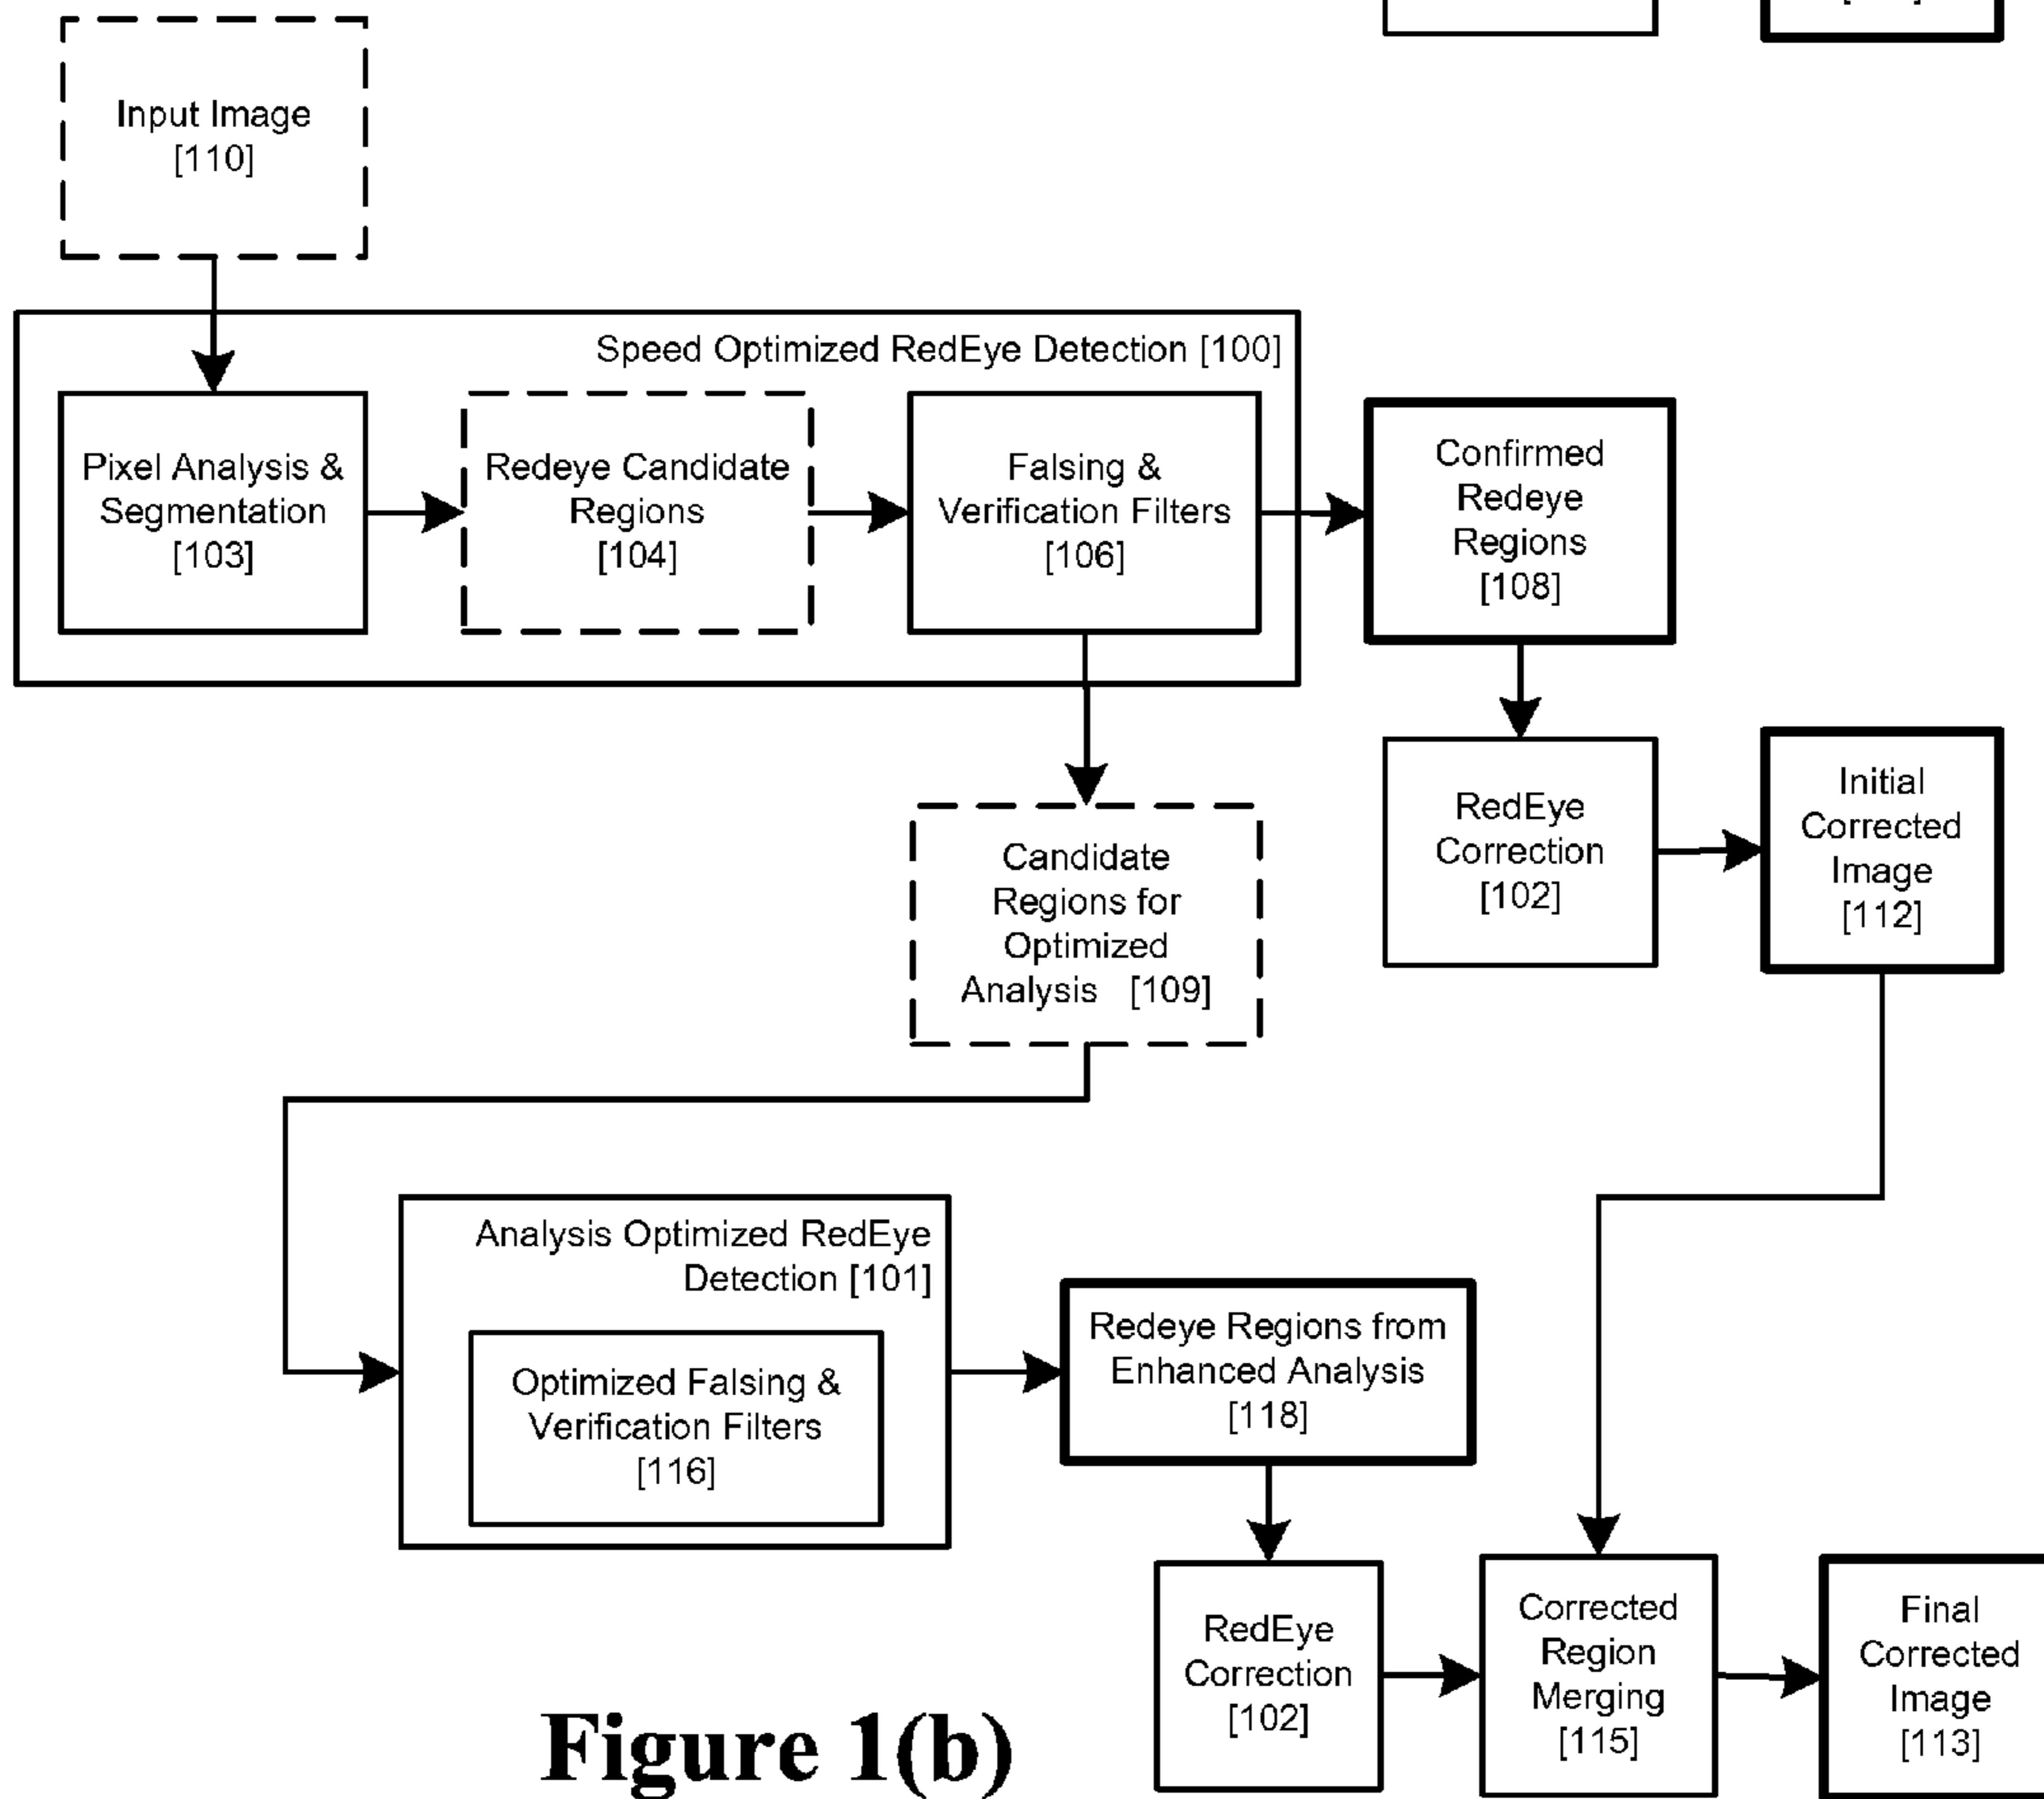 Input Image
[110]
Speed Optimized RedEye Detection [100]
Pixel Analysis &
Segmentation
[103]
Redeye Candidate
Regions
[104]
Falsing &
Verification Filters
[106]
Confirmed
Redeye
Regions
[108]
RedEye
Correction
[102]
Initial
Corrected
Image
[112]
Candidate
Regions for
Optimized
Analysis [109]
Analysis Optimized RedEye
Detection [101]
Optimized Falsing &
Verification Filters
[116]
Redeye Regions from
Enhanced Analysis
[118]
RedEye
Correction
[102]
Corrected
Region
Merging
[115]
Final
Corrected
Image
[113]
Figure 1(b)